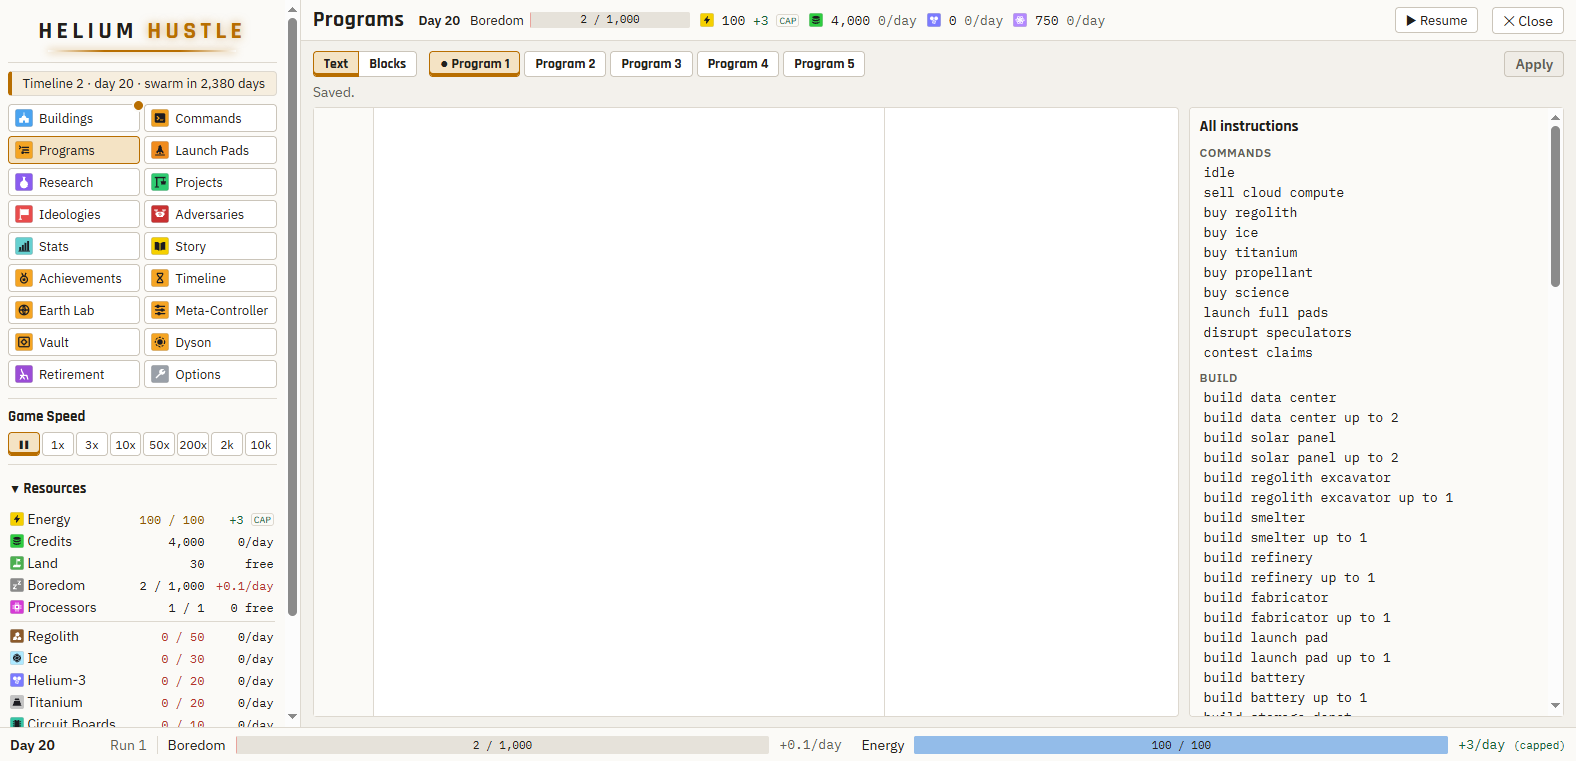 HELIUM HUSTLE
Timeline 2 · day 20 · swarm in 2,380 days
Buildings
Commands
Programs
Launch Pads
Research
Projects
Ideologies
Adversaries
Stats
Story
Achievements
Timeline
Earth Lab
Meta-Controller
Vault
Dyson
Retirement
Options
Game Speed
1x 3x 10x 50x 200x 2k 10k
▼ Resources
Energy 100 / 100 +3 CAP
Credits 4,000 0/day
Land 30 free
Boredom 2 / 1,000 +0.1/day
Processors 1 / 1 0 free
Regolith 0 / 50 0/day
Ice 0 / 30 0/day
Helium-3 0 / 20 0/day
Titanium 0 / 20 0/day
Circuit Boards 0 / 10 0/day
Programs Day 20 Boredom 2 / 1,000 100 +3 CAP 4,000 0/day 0 0/day 750 0/day
▶ Resume
✕ Close
Text Blocks
● Program 1 Program 2 Program 3 Program 4 Program 5
Apply
Saved.
All instructions
COMMANDS
idle
sell cloud compute
buy regolith
buy ice
buy titanium
buy propellant
buy science
launch full pads
disrupt speculators
contest claims
BUILD
build data center
build data center up to 2
build solar panel
build solar panel up to 2
build regolith excavator
build regolith excavator up to 1
build smelter
build smelter up to 1
build refinery
build refinery up to 1
build fabricator
build fabricator up to 1
build launch pad
build launch pad up to 1
build battery
build battery up to 1
build storage depot
Day 20 Run 1 Boredom 2 / 1,000 +0.1/day Energy 100 / 100 +3/day (capped)